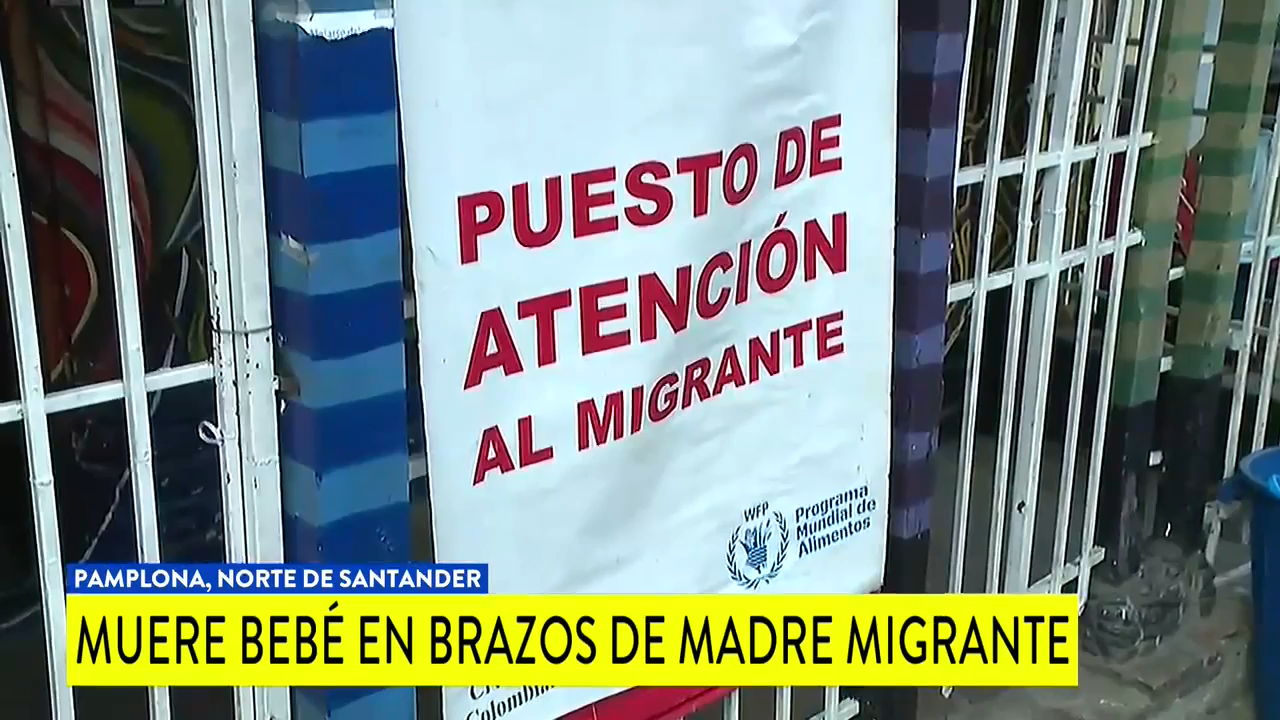 PUESTO DE
ATENCIÓN
AL MIGRANTE
WFP
Programa
Mundial de
Alimentos
PAMPLONA, NORTE DE SANTANDER
MUERE BEBÉ EN BRAZOS DE MADRE MIGRANTE